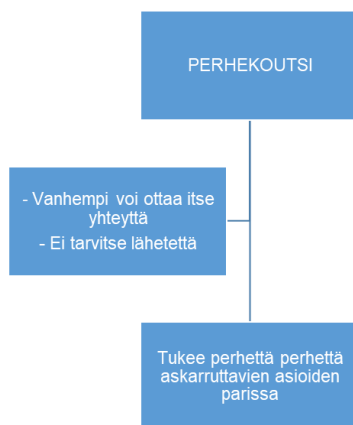 PERHEKOUTSI
- Vanhempi voi ottaa itse
yhteyttä
- Ei tarvitse lähetettä
Tukee perhettä perhettä
askarruttavien asioiden
parissa